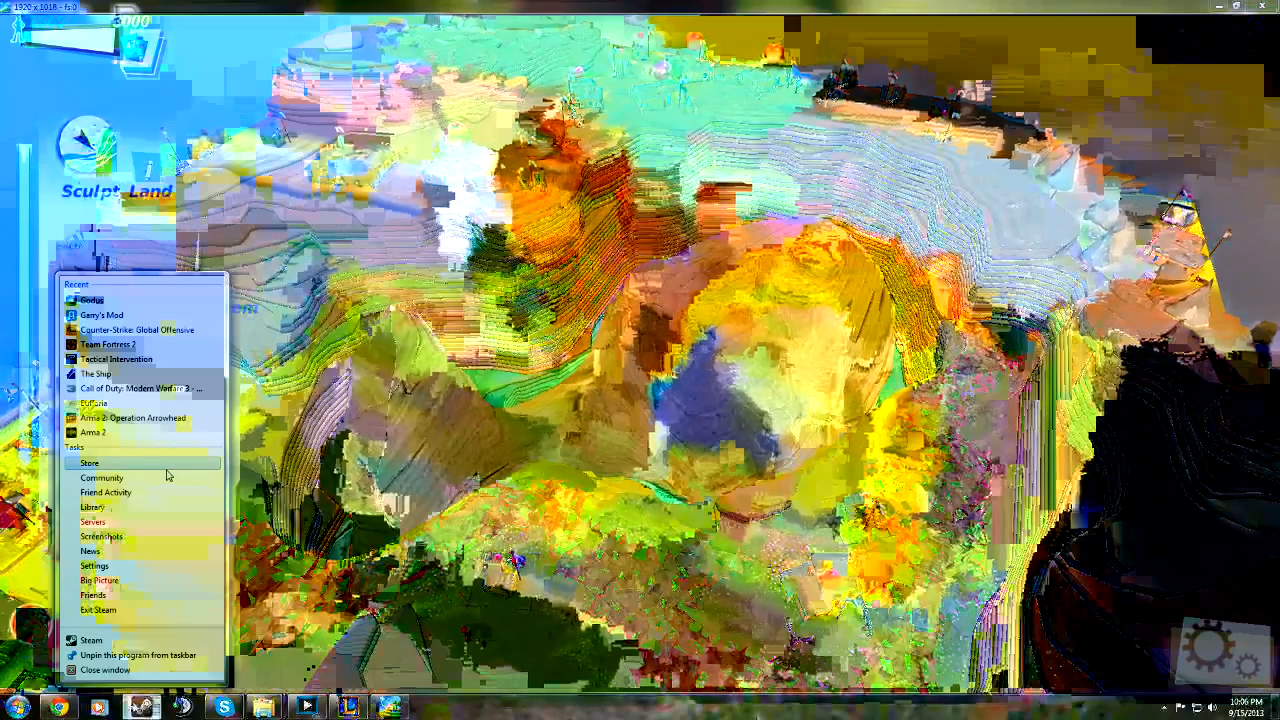 1920 x 1018 - fs:0
3000
Sculpt Land
Recent
Godus
Garry's Mod
Counter-Strike: Global Offensive
Team Fortress 2
Tactical Intervention
The Ship
Call of Duty: Modern Warfare 3 - ...
Eufloria
Arma 2: Operation Arrowhead
Arma 2
Tasks
Store
Community
Friend Activity
Library
Servers
Screenshots
News
Settings
Big Picture
Friends
Exit Steam
Steam
Unpin this program from taskbar
Close window
10:06 PM
9/15/2013